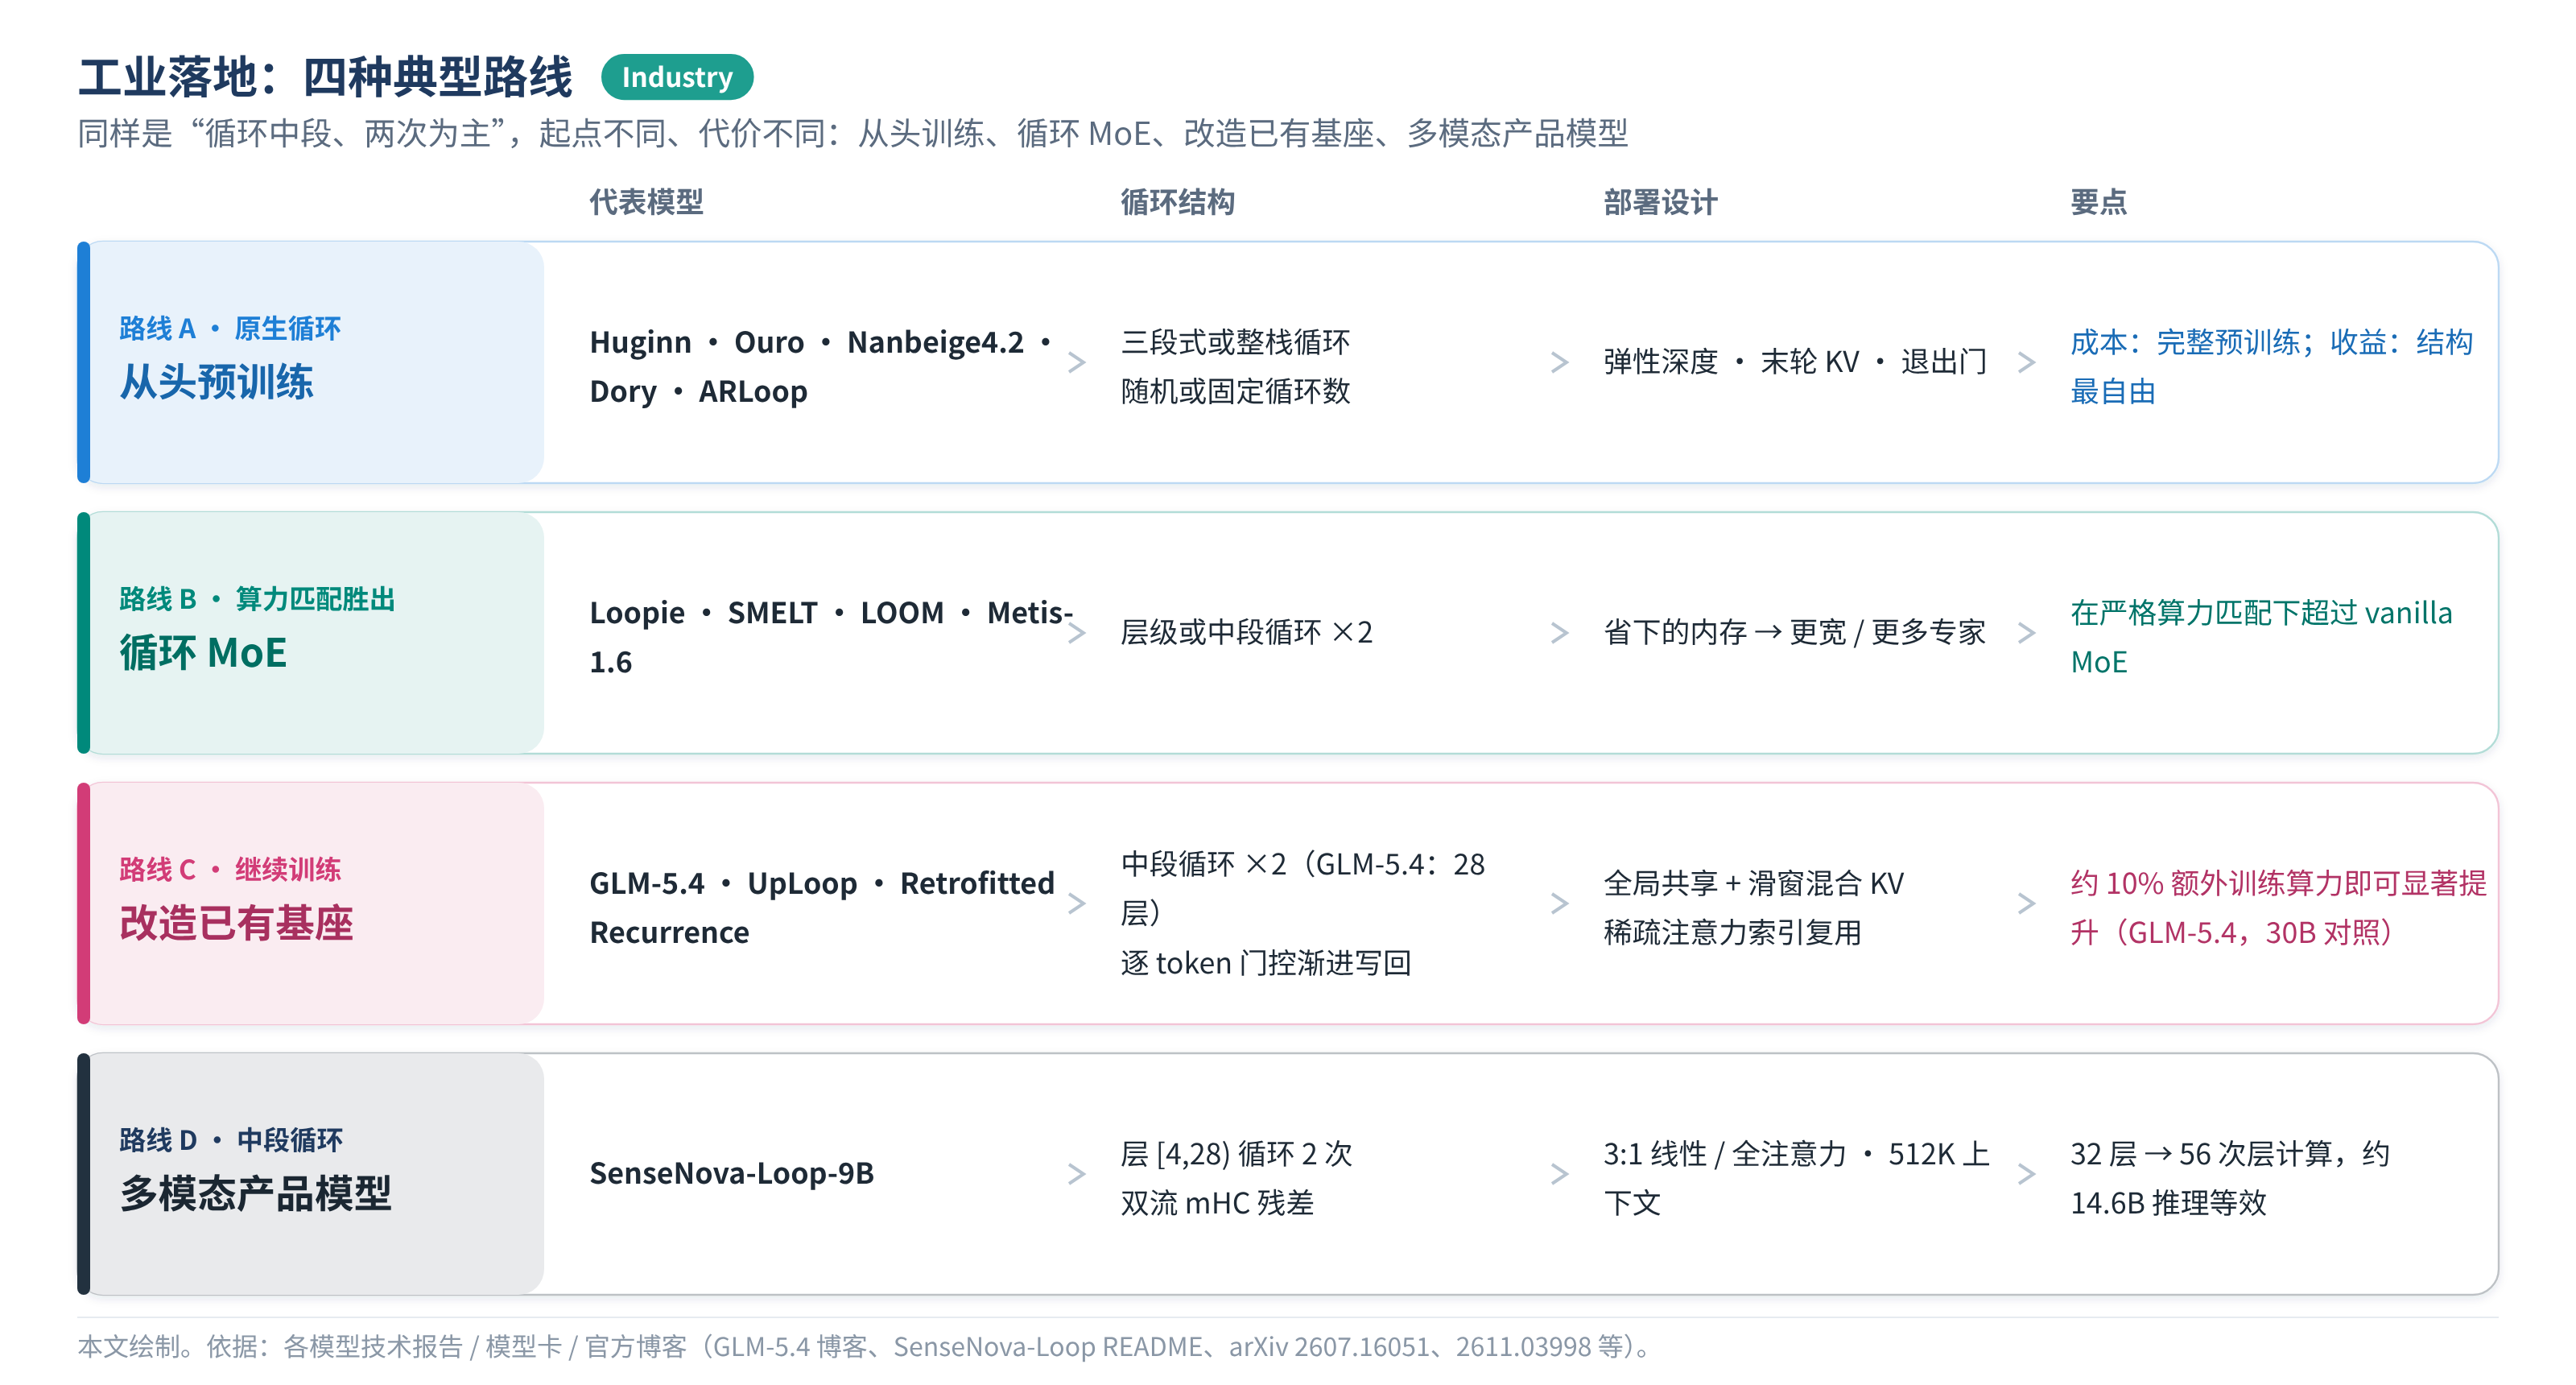 工业落地：四种典型路线 Industry
同样是“循环中段、两次为主”，起点不同、代价不同：从头训练、循环 MoE、改造已有基座、多模态产品模型
代表模型 循环结构 部署设计 要点
路线 A · 原生循环
从头预训练
Huginn · Ouro · Nanbeige4.2 ·
Dory · ARLoop
>
三段式或整栈循环
随机或固定循环数
>
弹性深度 · 末轮 KV · 退出门
>
成本：完整预训练；收益：结构
最自由
路线 B · 算力匹配胜出
循环 MoE
Loopie · SMELT · LOOM · Metis-
1.6
>
层级或中段循环 ×2
>
省下的内存 → 更宽 / 更多专家
>
在严格算力匹配下超过 vanilla
MoE
路线 C · 继续训练
改造已有基座
GLM-5.4 · UpLoop · Retrofitted
Recurrence
>
中段循环 ×2（GLM-5.4：28
层）
逐 token 门控渐进写回
>
全局共享 + 滑窗混合 KV
稀疏注意力索引复用
>
约 10% 额外训练算力即可显著提
升（GLM-5.4，30B 对照）
路线 D · 中段循环
多模态产品模型
SenseNova-Loop-9B
>
层 [4,28) 循环 2 次
双流 mHC 残差
>
3:1 线性 / 全注意力 · 512K 上
下文
>
32 层 → 56 次层计算，约
14.6B 推理等效
本文绘制。依据：各模型技术报告 / 模型卡 / 官方博客（GLM-5.4 博客、SenseNova-Loop README、arXiv 2607.16051、2611.03998 等）。